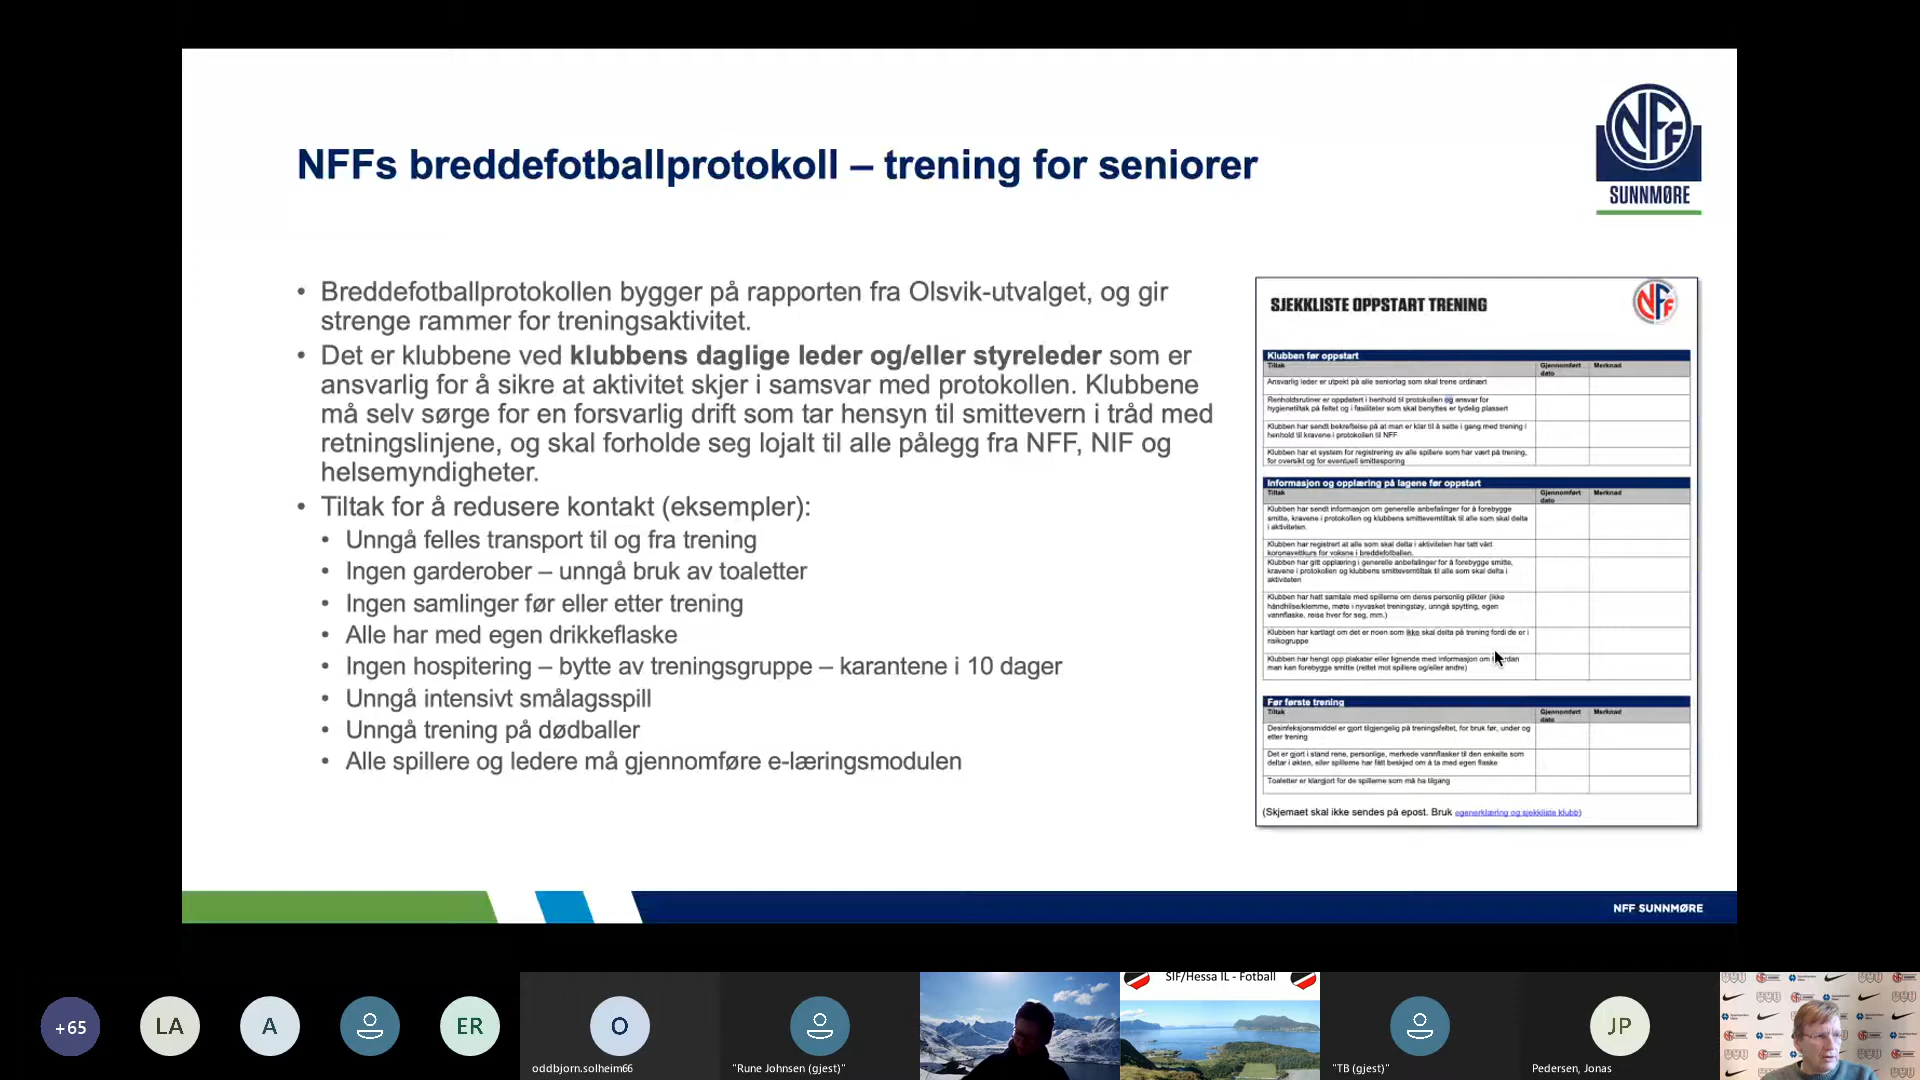 NFFs breddefotballprotokoll – trening for seniorer
NFF
SUNNMØRE
• Breddefotballprotokollen bygger på rapporten fra Olsvik-utvalget, og gir
strenge rammer for treningsaktivitet.
• Det er klubbene ved klubbens daglige leder og/eller styreleder som er
ansvarlig for å sikre at aktivitet skjer i samsvar med protokollen. Klubbene
må selv sørge for en forsvarlig drift som tar hensyn til smittevern i tråd med
retningslinjene, og skal forholde seg lojalt til alle pålegg fra NFF, NIF og
helsemyndigheter.
• Tiltak for å redusere kontakt (eksempler):
• Unngå felles transport til og fra trening
• Ingen garderober – unngå bruk av toaletter
• Ingen samlinger før eller etter trening
• Alle har med egen drikkeflaske
• Ingen hospitering – bytte av treningsgruppe – karantene i 10 dager
• Unngå intensivt smålagsspill
• Unngå trening på dødballer
• Alle spillere og ledere må gjennomføre e-læringsmodulen
SJEKKLISTE OPPSTART TRENING
NFF
Klubben før oppstart
Tiltak Gjennomført dato Merknad
Ansvarlig leder er utpekt på alle seniorlag som skal trene ordinært
Renholdsrutiner er oppdatert i henhold til protokollen og ansvar for
hygienetiltak på feltet og i fasiliteter som skal benyttes er tydelig plassert
Klubben har sendt bekreftelse på at man er klar til å sette i gang med trening i
henhold til kravene i protokollen til NFF
Klubben har et system for registrering av alle spillere som har vært på trening,
for oversikt og for eventuell smittesporing
Informasjon og opplæring på lagene før oppstart
Tiltak Gjennomført dato Merknad
Klubben har sendt informasjon om generelle anbefalinger for å forebygge
smitte, kravene i protokollen og klubbens smitteverntiltak til alle som skal delta
i aktiviteten.
Klubben har registrert at alle som skal delta i aktiviteten har tatt vårt
koronavettkurs for voksne i breddefotballen.
Klubben har gitt opplæring i generelle anbefalinger for å forebygge smitte,
kravene i protokollen og klubbens smitteverntiltak til alle som skal delta i
aktiviteten
Klubben har hatt samtale med spillerne om deres personlig plikter (ikke
håndhilse/klemme, møte i nyvasket treningstøy, unngå spytting, egen
vannflaske, reise hver for seg, mm.)
Klubben har kartlagt om det er noen som ikke skal delta på trening fordi de er i
risikogruppe
Klubben har hengt opp plakater eller lignende med informasjon om
man kan forebygge smitte (rettet mot spillere og/eller andre)
Før første trening
Tiltak Gjennomført dato Merknad
Desinfeksjonsmiddel er gjort tilgjengelig på treningsfeltet, for bruk før, under og
etter trening
Det er gjort i stand rene, personlige, merkede vannflasker til den enkelte som
deltar i økten, eller spillerne har fått beskjed om å ta med egen flaske
Toaletter er klargjort for de spillerne som må ha tilgang
(Skjemaet skal ikke sendes på epost. Bruk egenerklæring og sjekkliste klubb)
NFF SUNNMØRE
+65
LA
A
ER
O
oddbjorn.solheim66
"Rune Johnsen (gjest)"
SIF/Hessa IL - Fotball
"TB (gjest)"
JP
Pedersen, Jonas